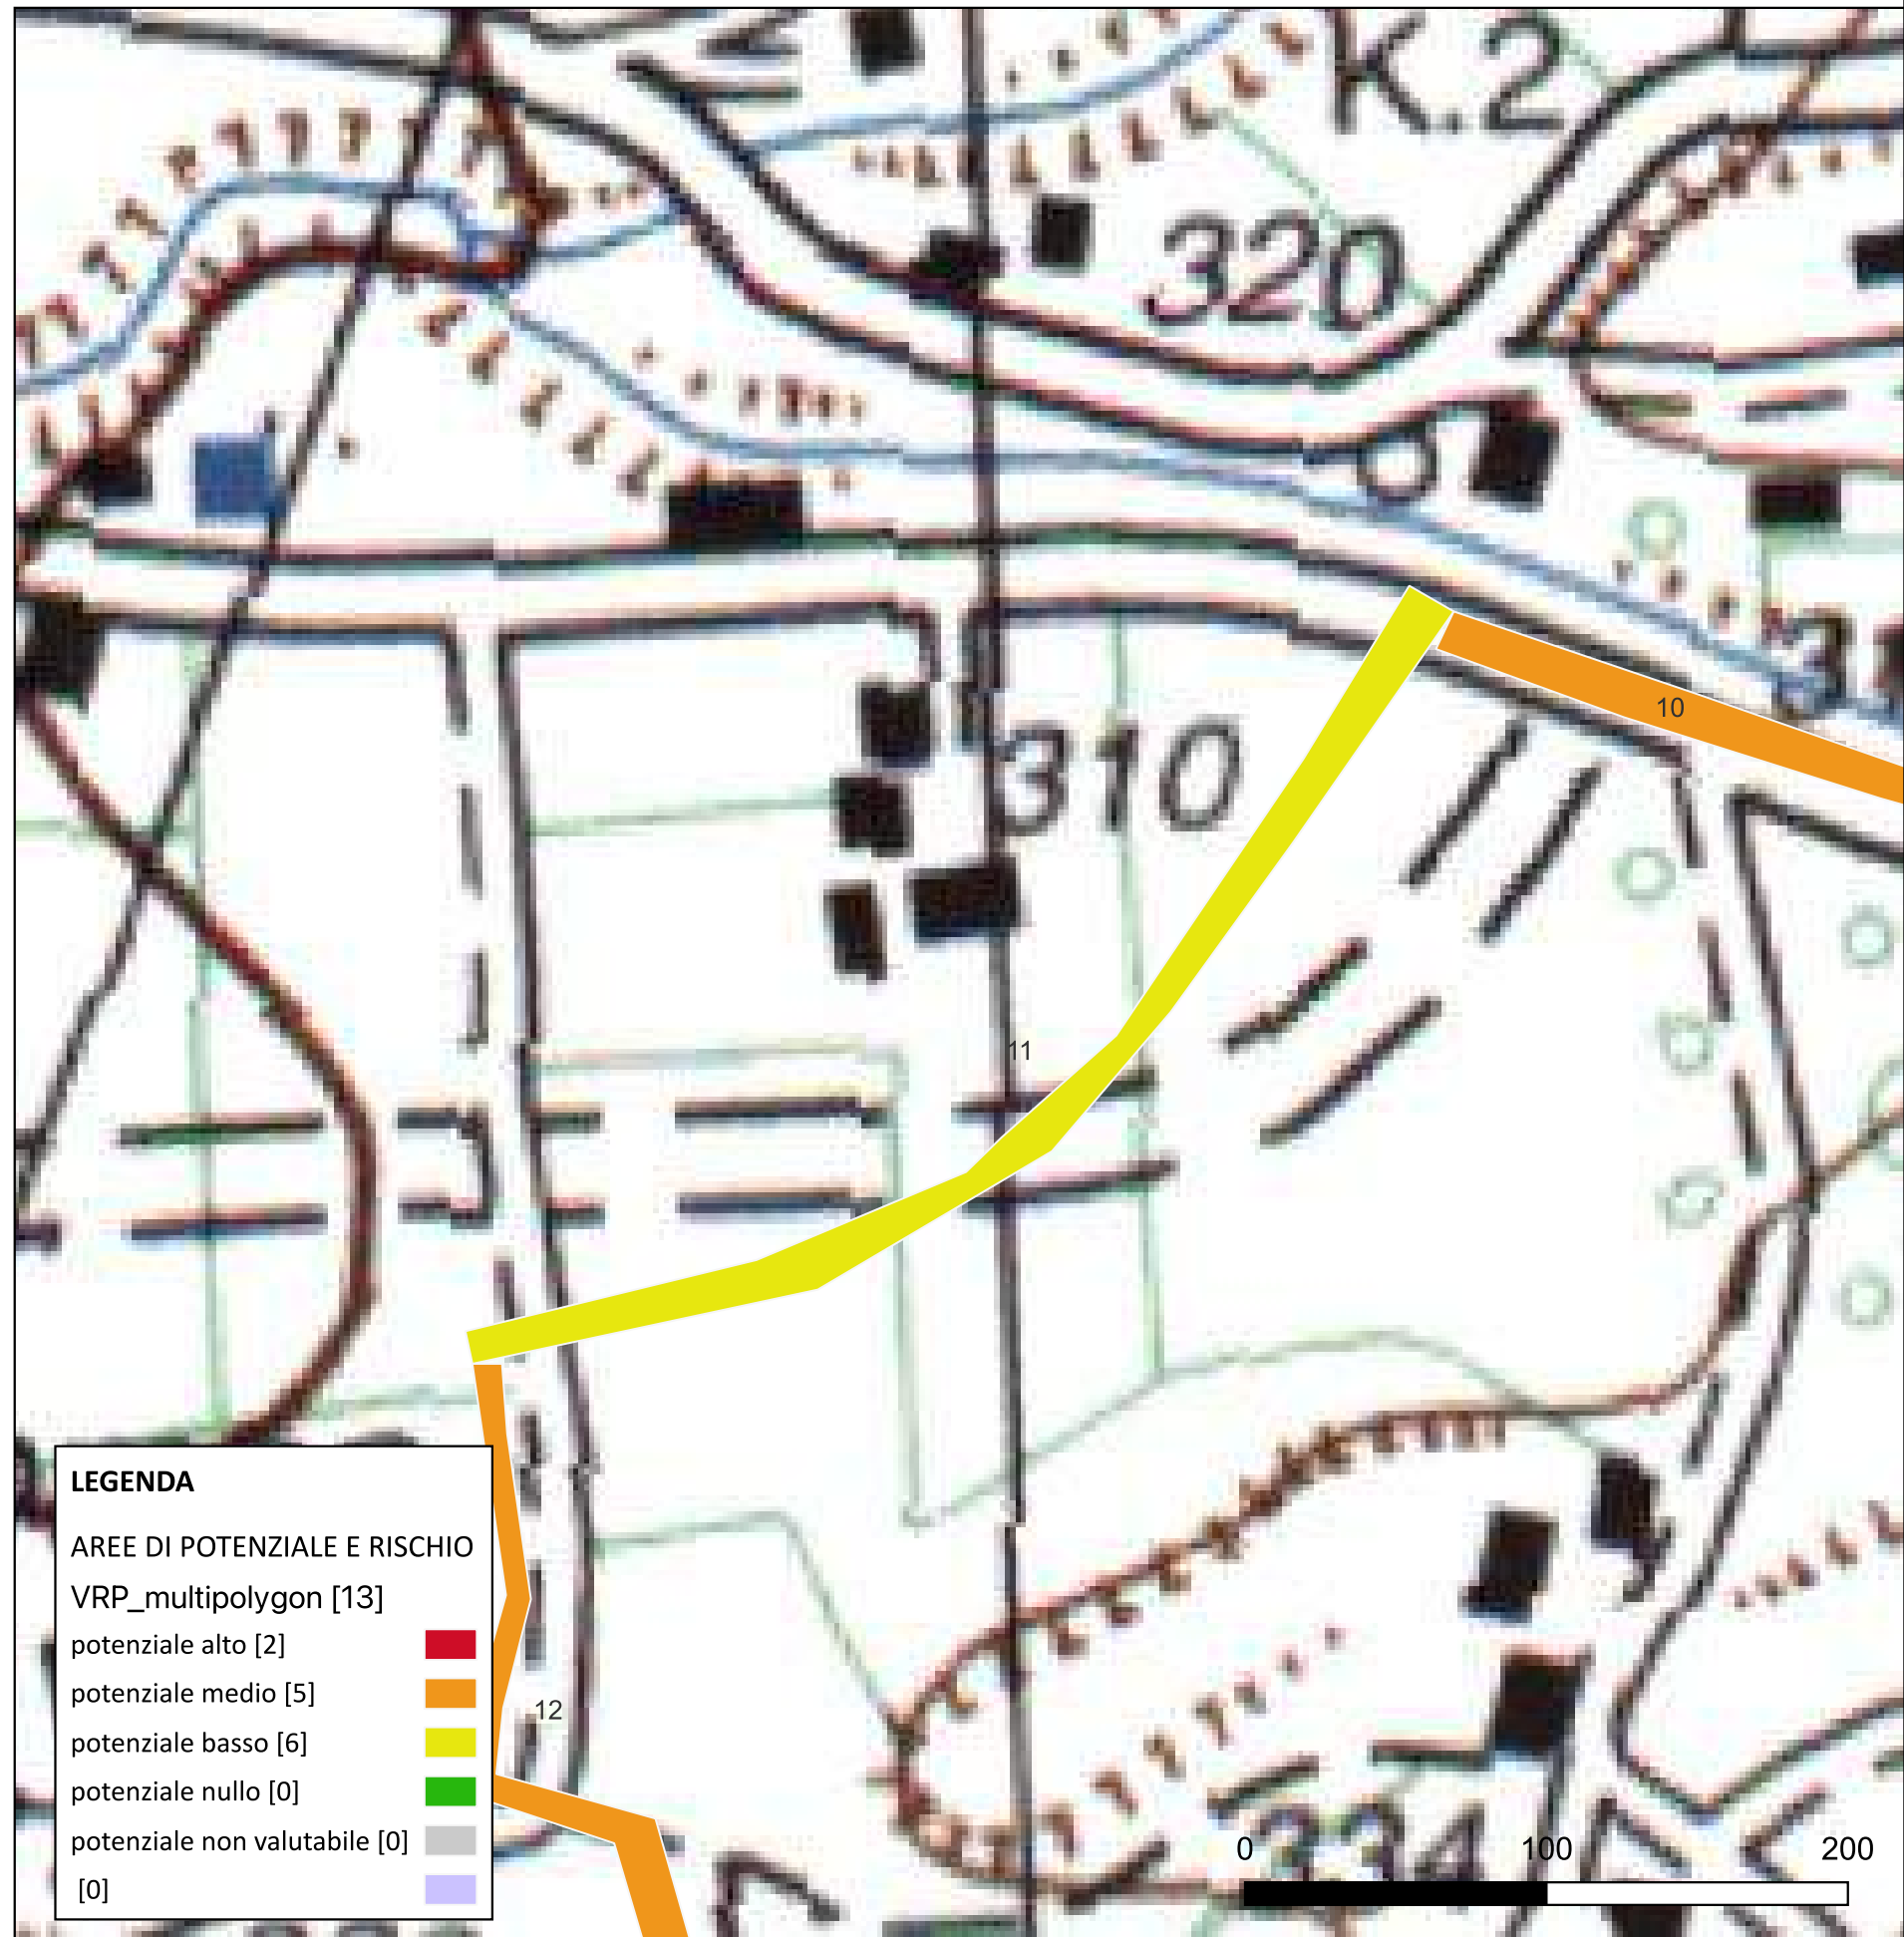 K.2
320
31
10
310
11
12
LEGENDA
AREE DI POTENZIALE E RISCHIO
VRP_multipolygon [13]
potenziale alto [2]
potenziale medio [5]
potenziale basso [6]
potenziale nullo [0]
potenziale non valutabile [0]
[0]
334
0 100 200